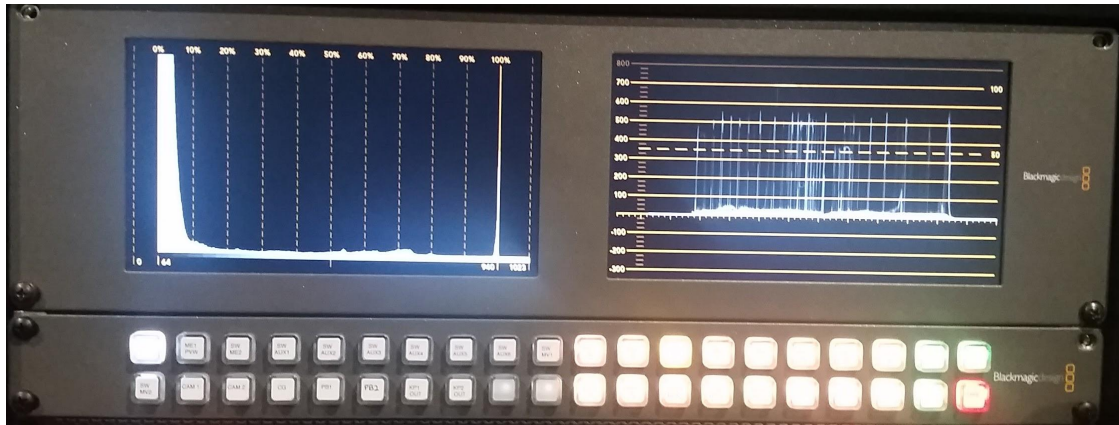 0% 10% 20% 30% 40% 50% 60% 70% 80% 90% 100%
0 64 940 1023
800
700
600
500
400
300
200
100
-100
-200
-300
100
50
Blackmagicdesign
ME1
PVW
SW
ME2
SW
AUX1
SW
AUX2
SW
AUX3
SW
AUX4
SW
AUX5
SW
AUX6
SW
MV1
SW
MV2
CAM 1
CAM 2
CG
PB1
PB2
KP1
OUT
KP2
OUT
Blackmagicdesign